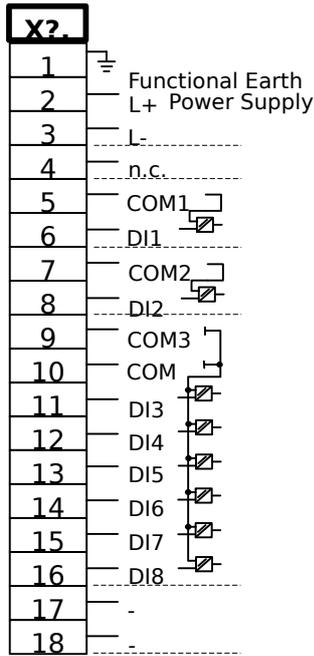 X?.
1
Functional Earth
2 L+ Power Supply
3 L-
4 n.c.
5 COM1
6 DI1
7 COM2
8 DI2
9 COM3
10 COM
11 DI3
12 DI4
13 DI5
14 DI6
15 DI7
16 DI8
17 -
18 -